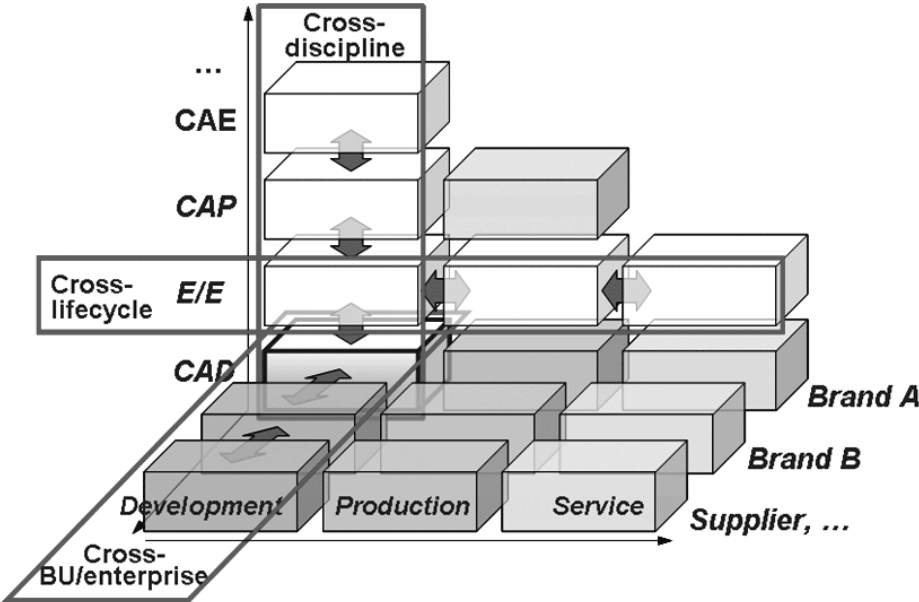 Cross-
discipline
...
CAE
CAP
Cross-
lifecycle
E/E
CAD
Brand A
Brand B
Development
Production
Service
Supplier, ...
Cross-
BU/enterprise